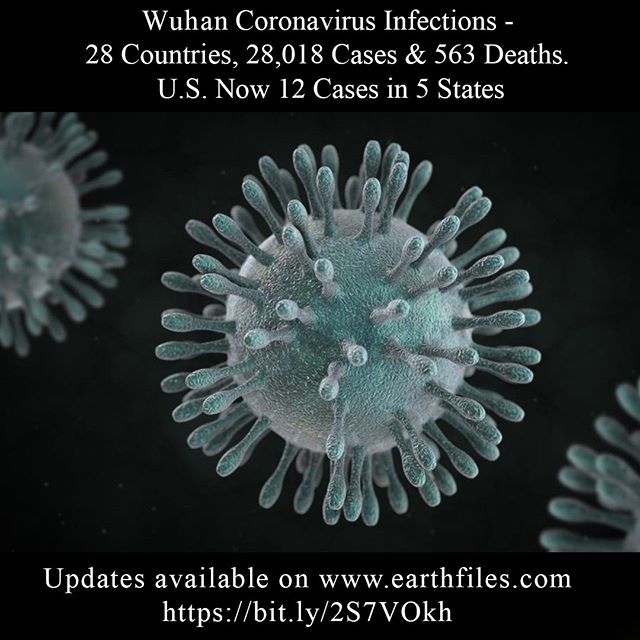 Wuhan Coronavirus Infections -
28 Countries, 28,018 Cases & 563 Deaths.
U.S. Now 12 Cases in 5 States
Updates available on www.earthfiles.com
https://bit.ly/2S7VOkh